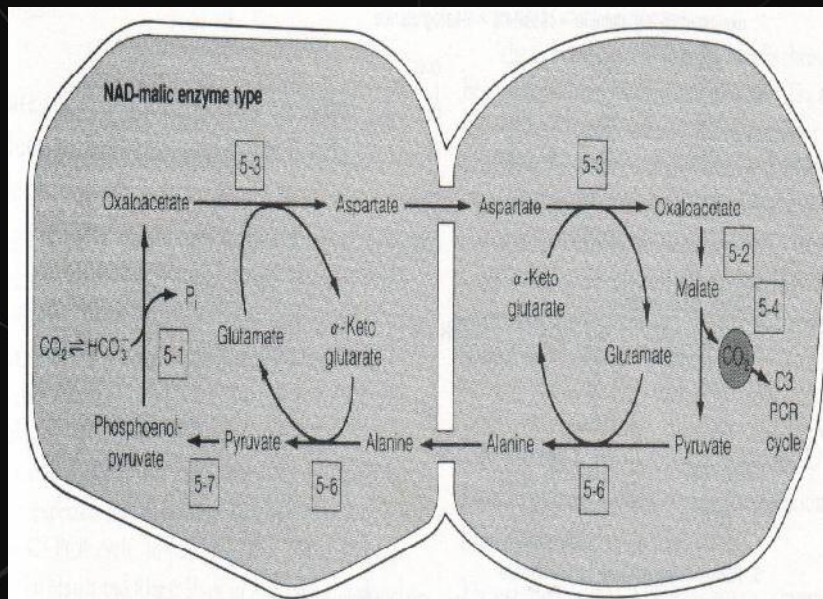 NAD-malic enzyme type
5-3
5-3
Oxaloacetate
Aspartate
Aspartate
Oxaloacetate
5-2
Pi
α-Keto
glutarate
Malate
5-4
CO2 ⇌ HCO3-
5-1
Glutamate
α-Keto
glutarate
Glutamate
CO2
C3
PCR
cycle
Phosphoenol-
pyruvate
Pyruvate
Alanine
Alanine
Pyruvate
5-7
5-6
5-6